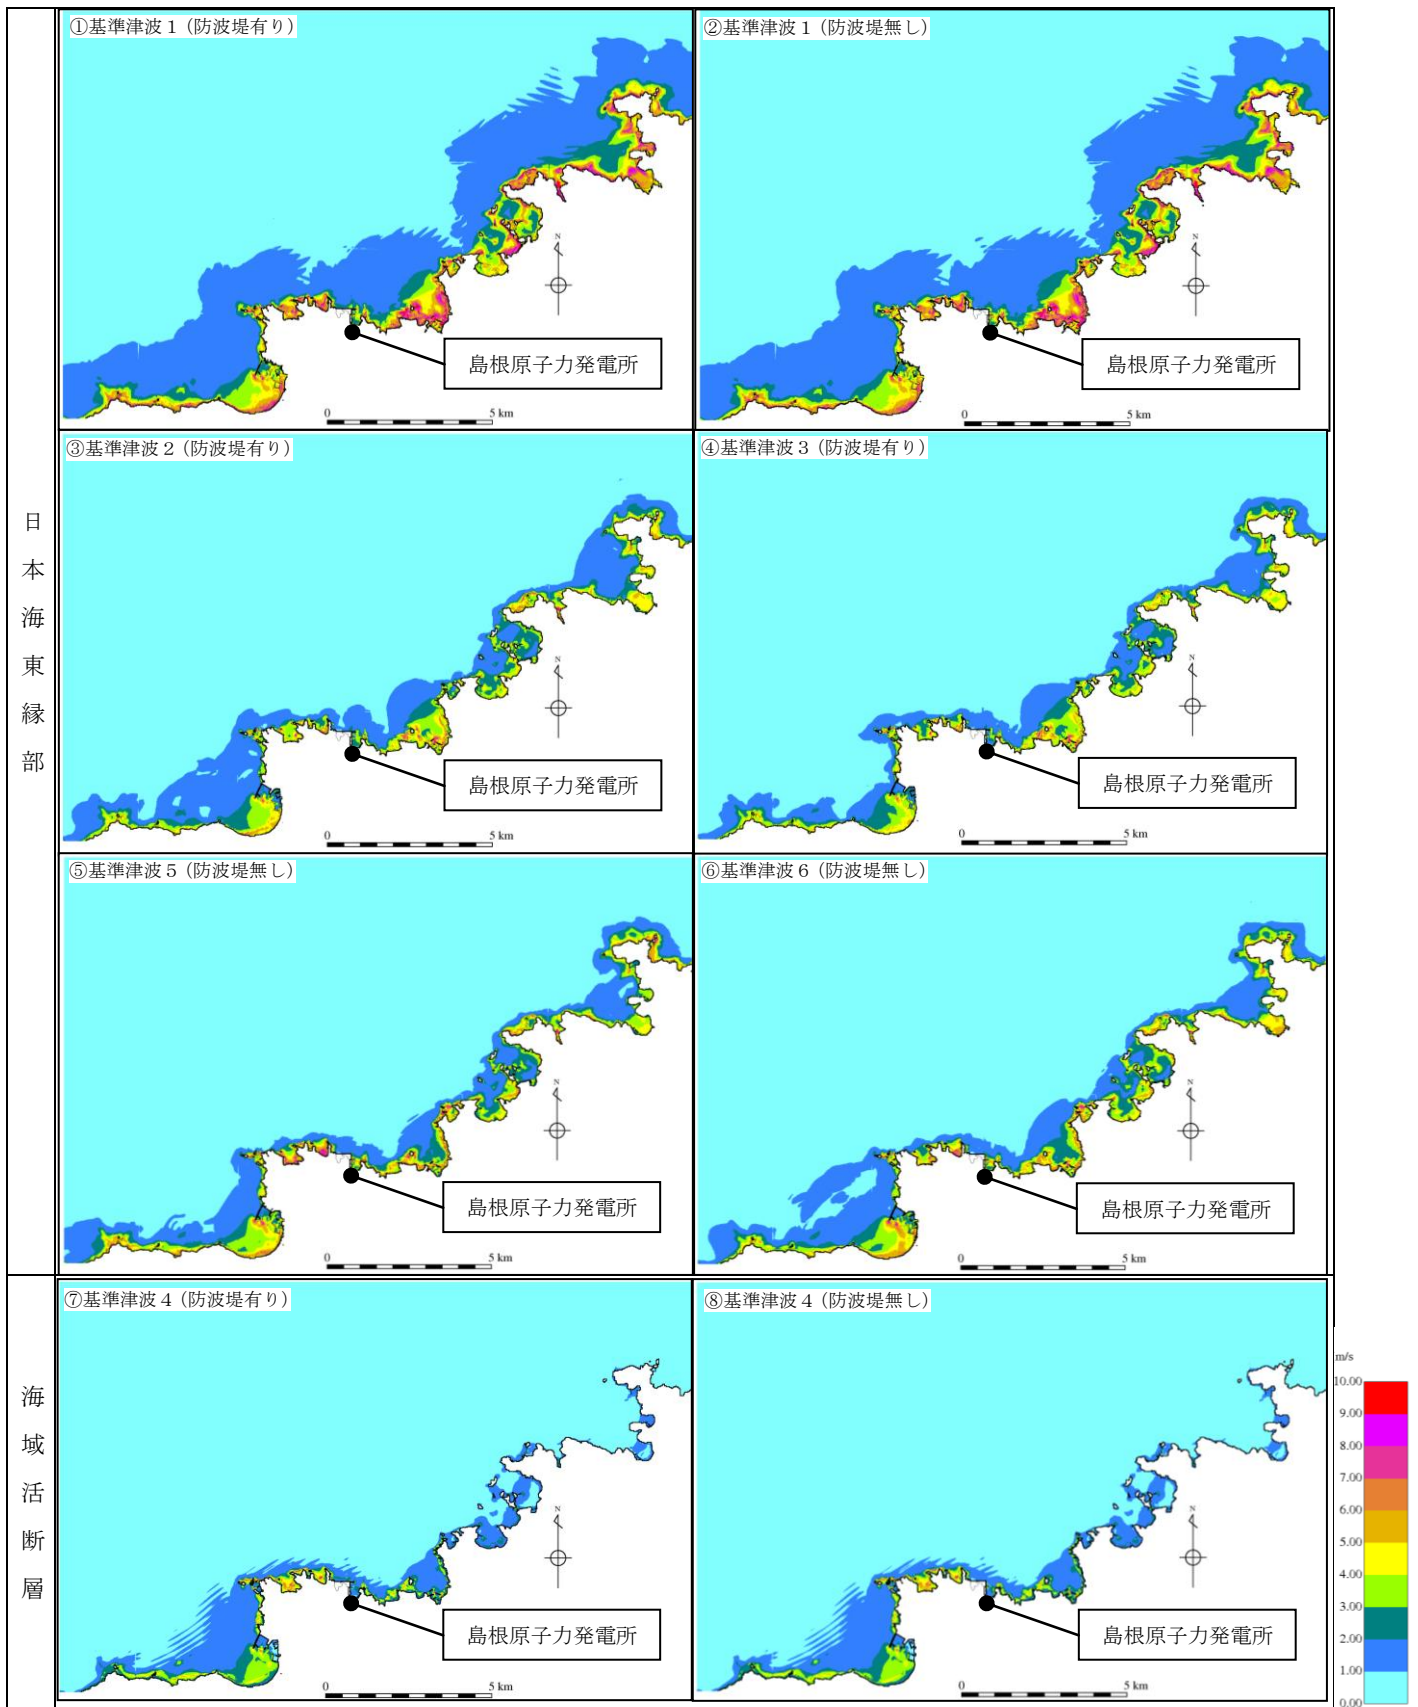 ①基準津波1（防波堤有り）
②基準津波1（防波堤無し）
N
N
島根原子力発電所
島根原子力発電所
0 5 km
0 5 km
日本海東縁部
③基準津波2（防波堤有り）
④基準津波3（防波堤有り）
N
N
島根原子力発電所
島根原子力発電所
0 5 km
0 5 km
⑤基準津波5（防波堤無し）
⑥基準津波6（防波堤無し）
N
N
島根原子力発電所
島根原子力発電所
0 5 km
0 5 km
海域活断層
⑦基準津波4（防波堤有り）
⑧基準津波4（防波堤無し）
N
N
島根原子力発電所
島根原子力発電所
0 5 km
0 5 km
m/s
10.00
9.00
8.00
7.00
6.00
5.00
4.00
3.00
2.00
1.00
0.00